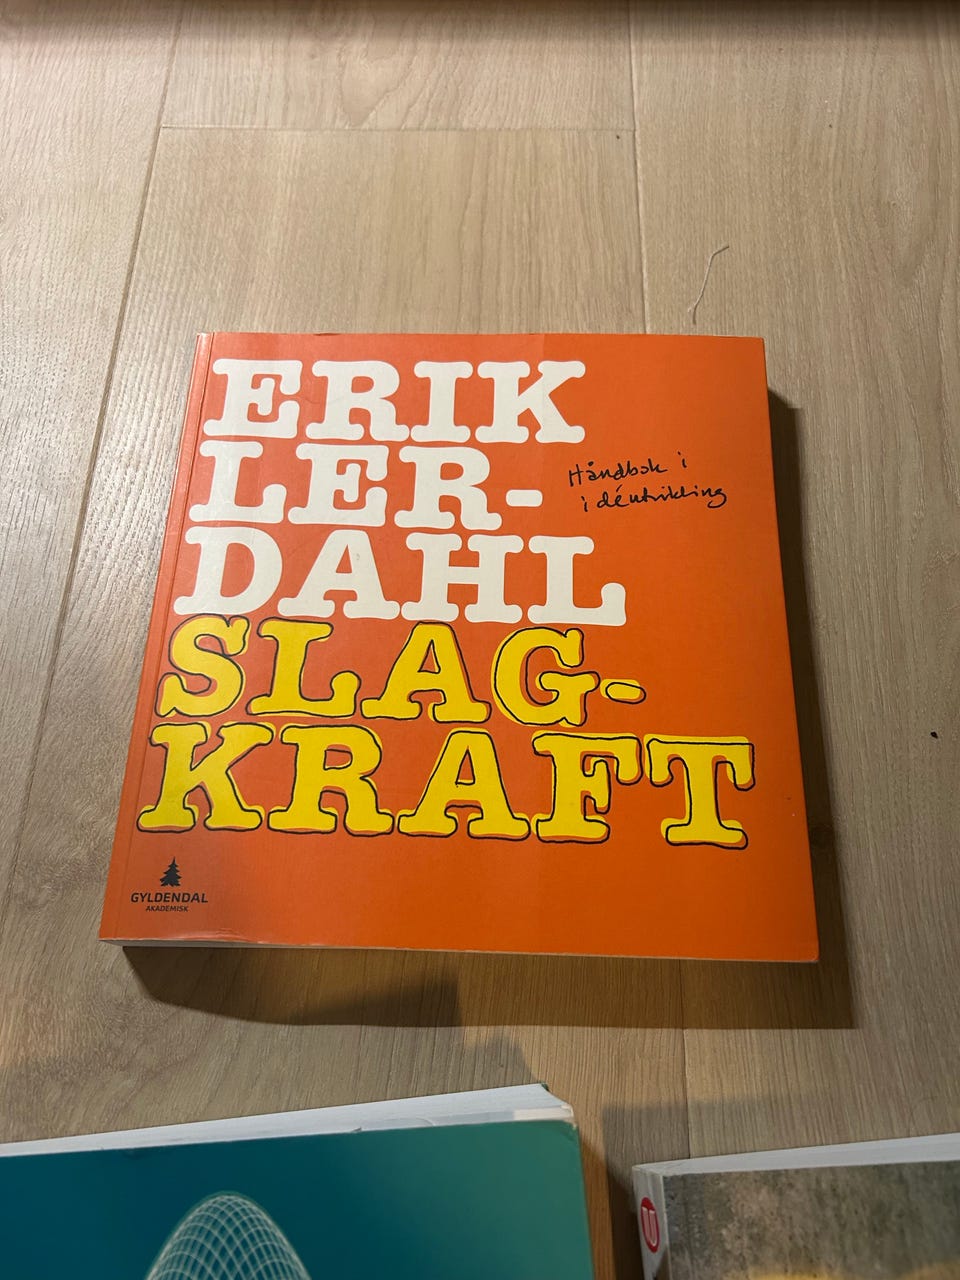 ERIK
LER-
DAHL
Håndbok i
idéutvikling
SLAG-
KRAFT
GYLDENDAL
AKADEMISK
U